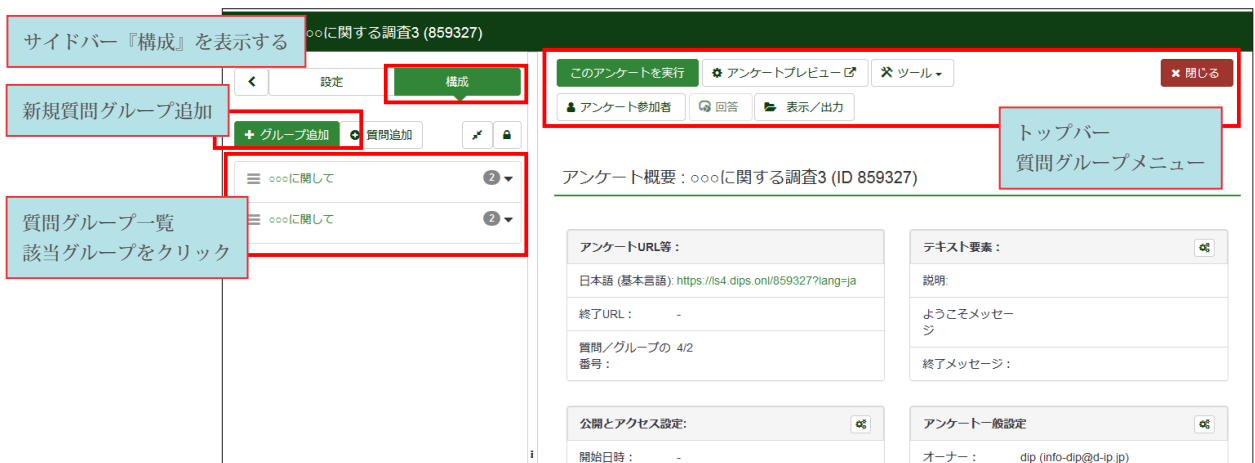 サイドバー『構成』を表示する
○○に関する調査3 (859327)
設定
構成
このアンケートを実行
アンケートプレビュー
ツール
閉じる
アンケート参加者
回答
表示／出力
新規質問グループ追加
グループ追加
質問追加
トップバー
質問グループメニュー
○○○に関して
2
○○○に関して
2
質問グループ一覧
該当グループをクリック
アンケート概要 : ○○○に関する調査3 (ID 859327)
アンケートURL等：
日本語 (基本言語): https://ls4.dips.onl/859327?lang=ja
終了URL： -
質問／グループの 4/2
番号：
テキスト要素：
説明:
ようこそメッセー
ジ
終了メッセージ：
公開とアクセス設定:
開始日時： -
アンケート一般設定
オーナー： dip (info-dip@d-ip.jp)